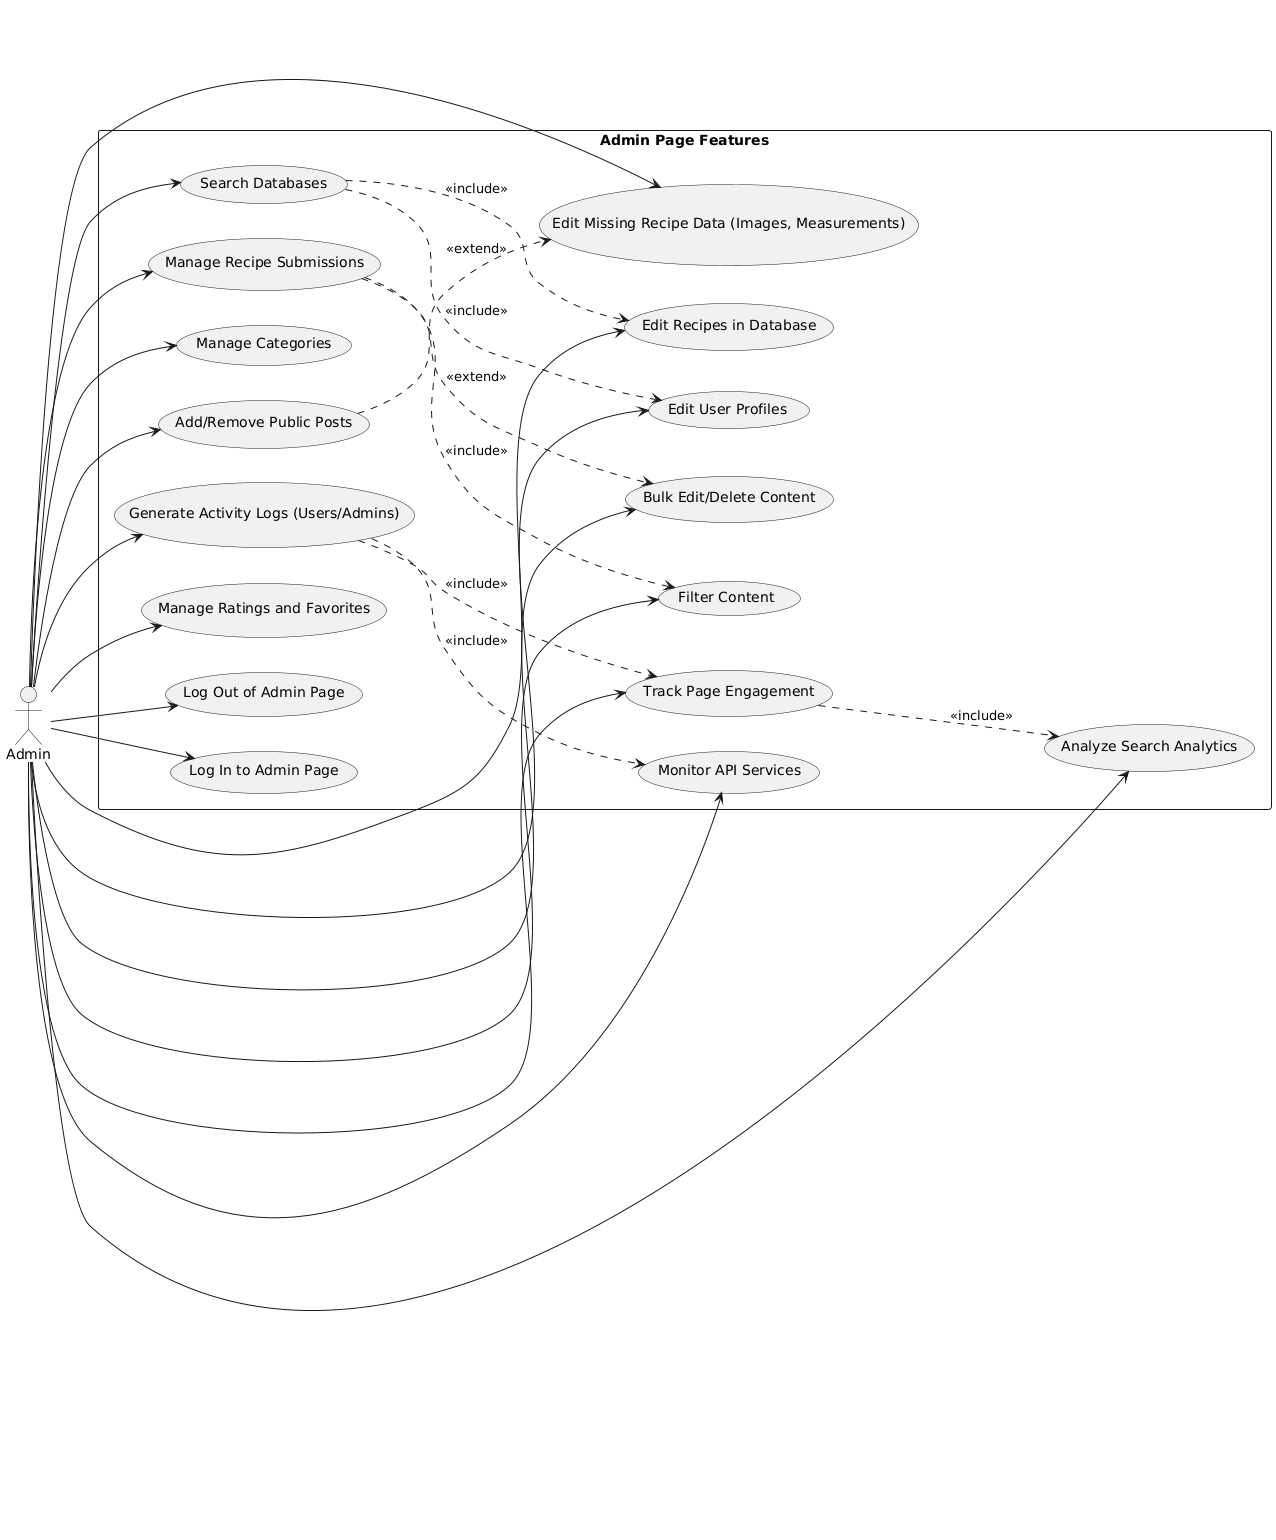 Admin Page Features
Search Databases
«include»
Edit Missing Recipe Data (Images, Measurements)
«extend»
Manage Recipe Submissions
«include»
Edit Recipes in Database
Manage Categories
«extend»
Edit User Profiles
Add/Remove Public Posts
«include»
Bulk Edit/Delete Content
Generate Activity Logs (Users/Admins)
«include»
Filter Content
Manage Ratings and Favorites
«include»
Track Page Engagement
Log Out of Admin Page
«include»
Analyze Search Analytics
Admin
Log In to Admin Page
Monitor API Services